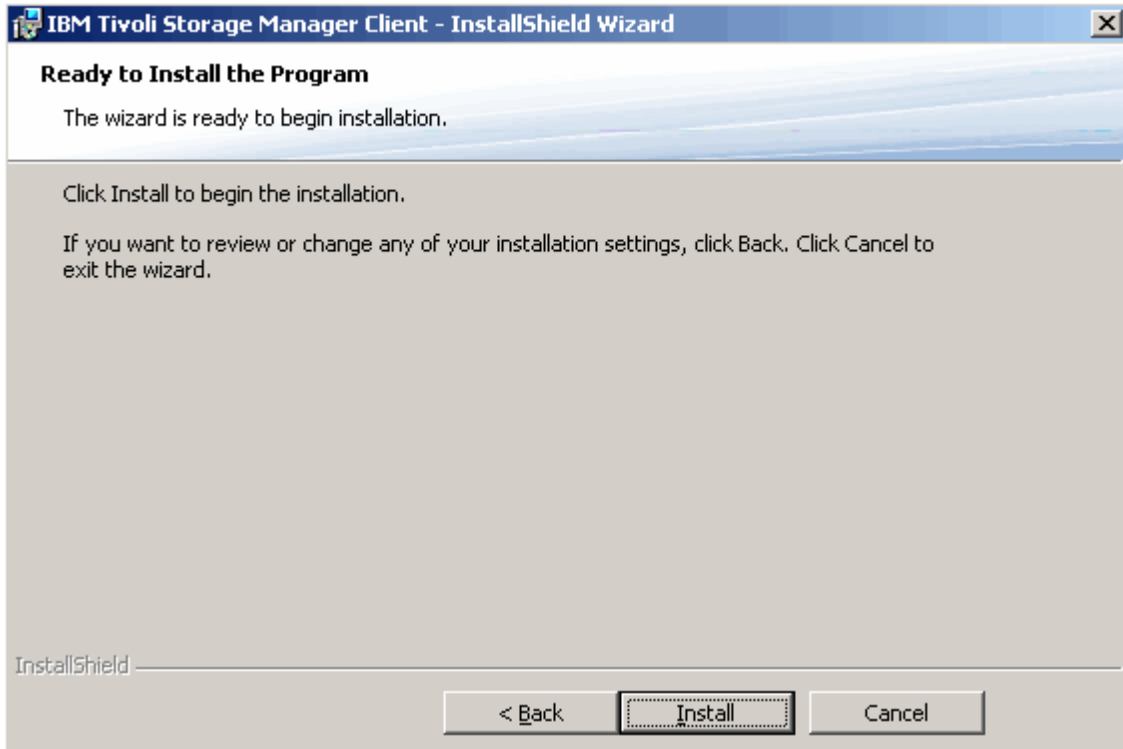 IBM Tivoli Storage Manager Client - InstallShield Wizard
Ready to Install the Program
The wizard is ready to begin installation.
Click Install to begin the installation.
If you want to review or change any of your installation settings, click Back. Click Cancel to
exit the wizard.
InstallShield
< Back Install Cancel